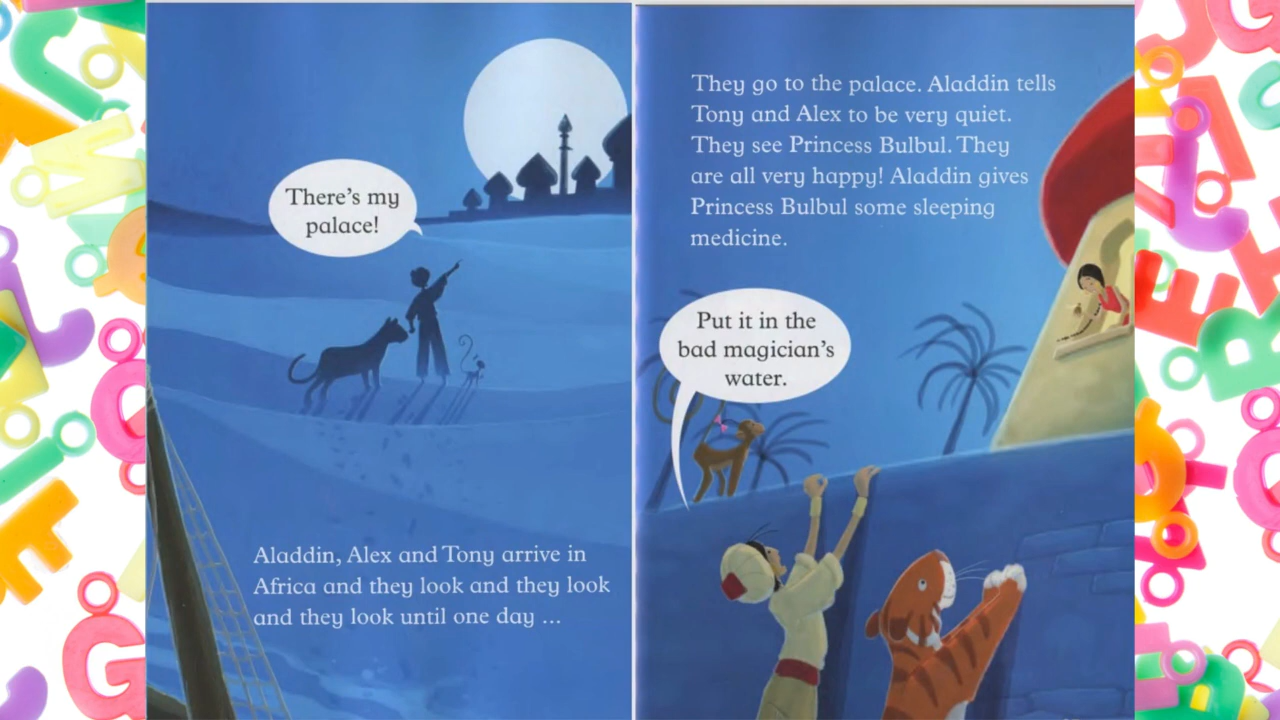 There's my
palace!
Aladdin, Alex and Tony arrive in
Africa and they look and they look
and they look until one day ...
They go to the palace. Aladdin tells
Tony and Alex to be very quiet.
They see Princess Bulbul. They
are all very happy! Aladdin gives
Princess Bulbul some sleeping
medicine.
Put it in the
bad magician's
water.